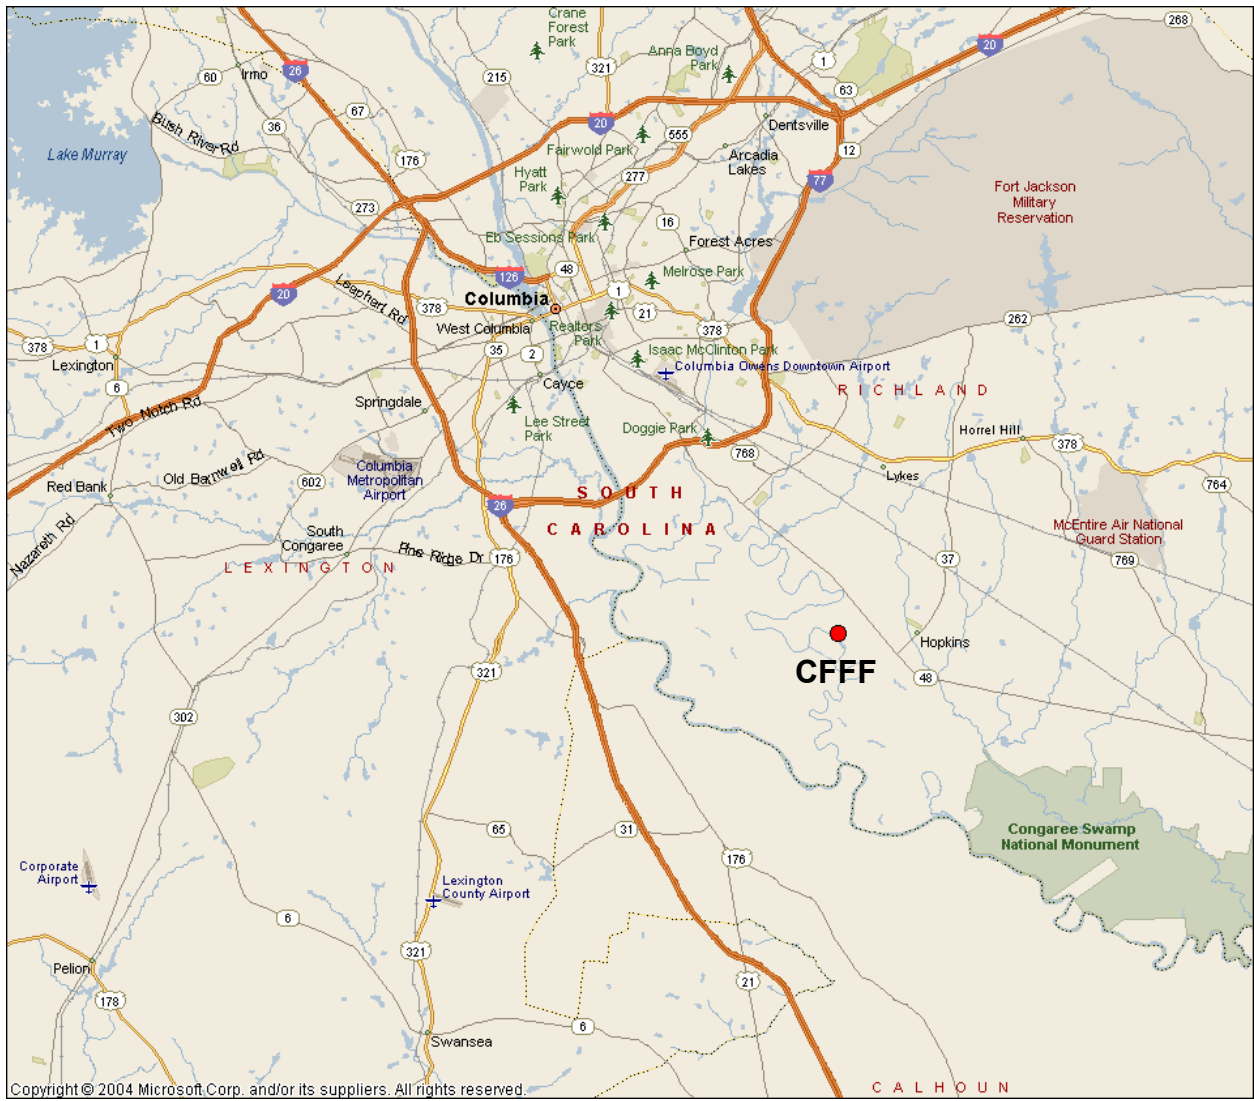 Crane
Forest
Park
268
Anna Boyd
Park
20
321
1
26
60
Irmo
215
63
67
20
555
Dentsville
36
Bush River Rd
Fairwold Park
12
Lake Murray
176
Arcadia
Lakes
Hyatt
Park
277
77
Fort Jackson
Military
Reservation
273
16
Eb Sessions Park
Forest Acres
48
Melrose Park
126
20
Leaphart Rd
Columbia
1
378
21
262
West Columbia
Realtors
Park
378
378
1
35
2
Isaac McClinton Park
Lexington
Columbia Owens Downtown Airport
6
Cayce
RICHLAND
Two Notch Rd
Springdale
Lee Street
Park
Doggie Park
Horrel Hill
378
768
Old Barnwell Rd
Columbia
Metropolitan
Airport
Lykes
Red Bank
602
764
SOUTH
26
CAROLINA
McEntire Air National
Guard Station
Nazareth Rd
South
Congaree
Pine Ridge Dr
176
37
769
LEXINGTON
Hopkins
CFFF
321
48
302
65
31
Congaree Swamp
National Monument
176
Corporate
Airport
Lexington
County Airport
6
321
Pelion
21
178
6
Swansea
CALHOUN
Copyright © 2004 Microsoft Corp. and/or its suppliers. All rights reserved.